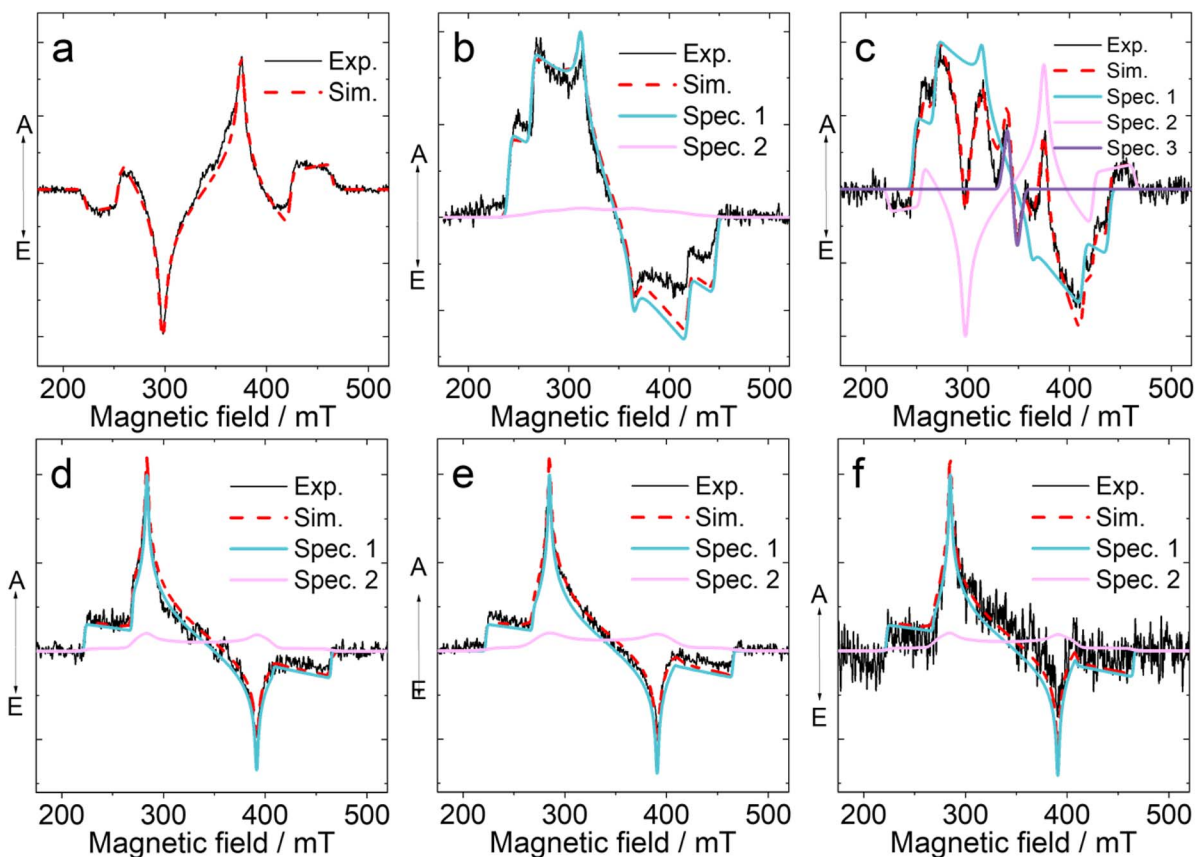 a
Exp.
Sim.
A
E
200 300 400 500
Magnetic field / mT
b
Exp.
Sim.
Spec. 1
Spec. 2
A
E
200 300 400 500
Magnetic field / mT
c
Exp.
Sim.
Spec. 1
Spec. 2
Spec. 3
A
E
200 300 400 500
Magnetic field / mT
d
Exp.
Sim.
Spec. 1
Spec. 2
A
E
200 300 400 500
Magnetic field / mT
e
Exp.
Sim.
Spec. 1
Spec. 2
A
E
200 300 400 500
Magnetic field / mT
f
Exp.
Sim.
Spec. 1
Spec. 2
A
E
200 300 400 500
Magnetic field / mT